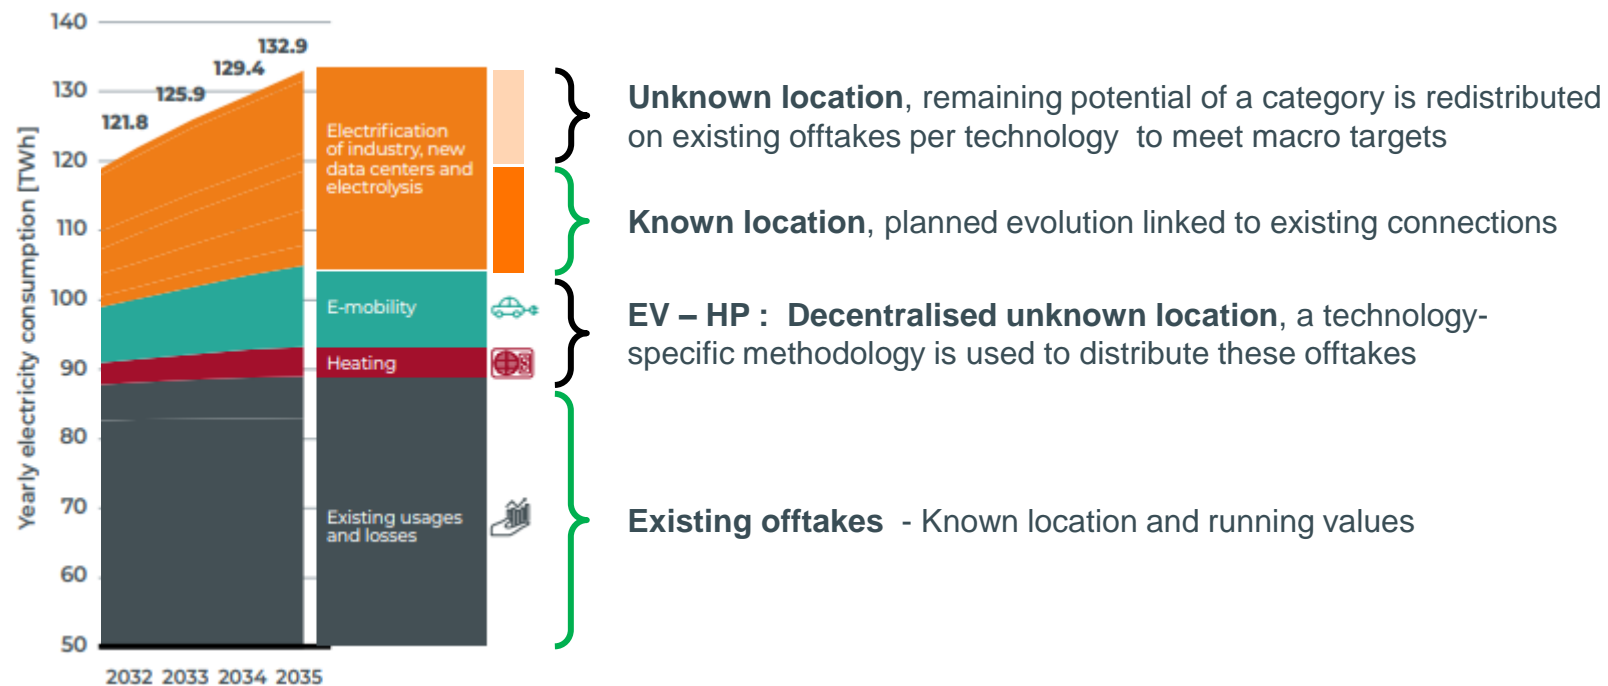 Yearly electricity consumption [TWh]
140
130
120
110
100
90
80
70
60
50
121.8
125.9
129.4
132.9
2032 2033 2034 2035
Electrification
of industry, new
data centers and
electrolysis
E-mobility
Heating
Existing usages
and losses
Unknown location, remaining potential of a category is redistributed
on existing offtakes per technology to meet macro targets
Known location, planned evolution linked to existing connections
EV – HP : Decentralised unknown location, a technology-
specific methodology is used to distribute these offtakes
Existing offtakes - Known location and running values